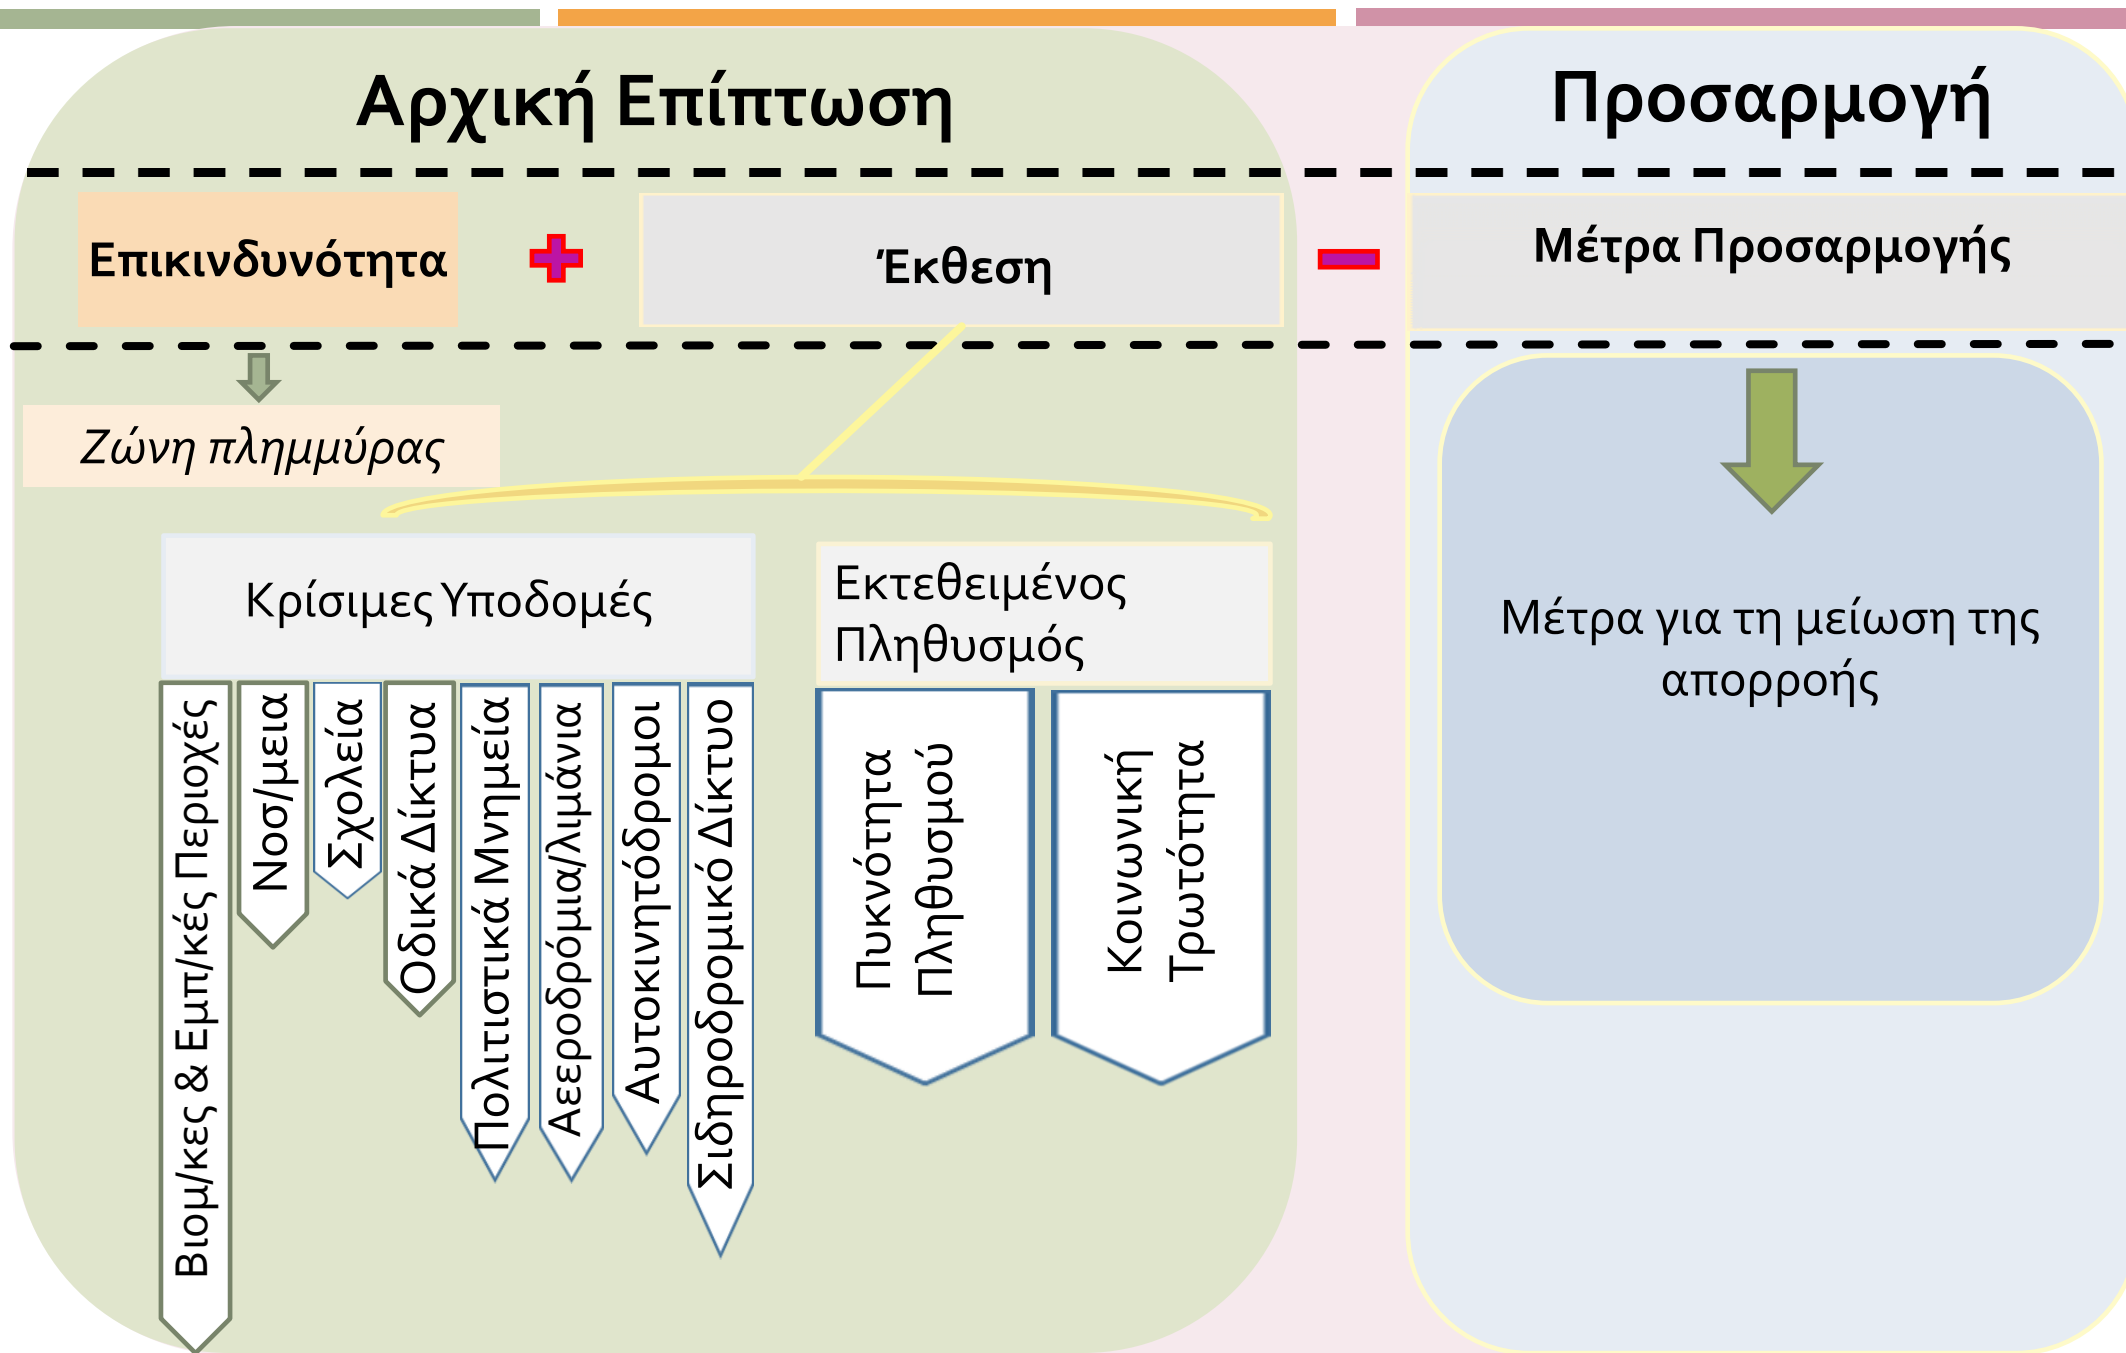 Αρχική Επίπτωση
Προσαρμογή
Επικινδυνότητα
Έκθεση
Μέτρα Προσαρμογής
Ζώνη πλημμύρας
Κρίσιμες Υποδομές
Εκτεθειμένος
Πληθυσμός
Μέτρα για τη μείωση της
απορροής
Βιομ/κες & Εμπ/κές Περιοχές
Νοσ/μεια
Σχολεία
Οδικά Δίκτυα
Πολιτιστικά Μνημεία
Αεεροδρόμια/λιμάνια
Αυτοκινητόδρομοι
Σιδηροδρομικό Δίκτυο
Πυκνότητα
Πληθυσμού
Κοινωνική
Τρωτότητα